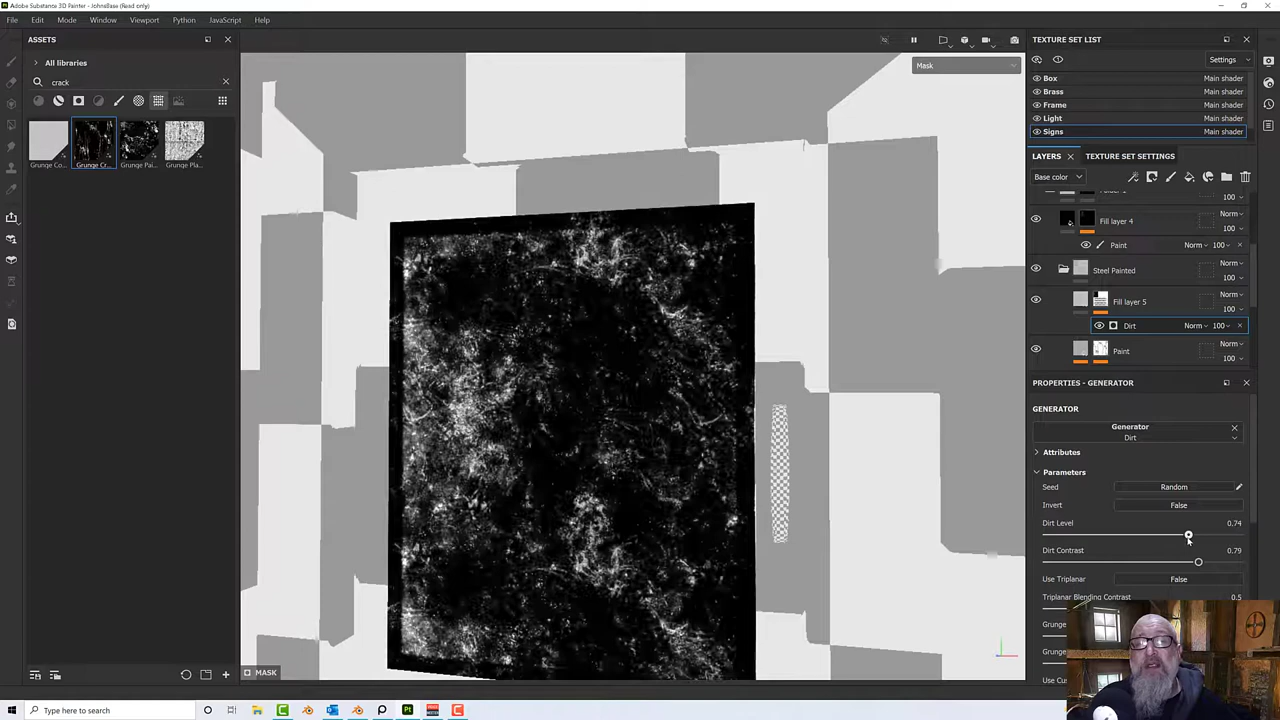 Adobe Substance 3D Painter - JohnsBase (Read only)
File Edit Mode Window Viewport Python JavaScript Help
ASSETS
All libraries
crack
Grunge Co...
Grunge Cr...
Grunge Pai...
Grunge Pla...
Mask
MASK
TEXTURE SET LIST
Settings
Box Main shader
Brass Main shader
Frame Main shader
Light Main shader
Signs Main shader
LAYERS
TEXTURE SET SETTINGS
Base color
100
Fill layer 4 Norm 100
Paint Norm 100
Steel Painted Norm 100
Fill layer 5 Norm 100
Dirt Norm 100
Paint Norm 100
PROPERTIES - GENERATOR
GENERATOR
Generator
Dirt
Attributes
Parameters
Seed Random
Invert False
Dirt Level 0.74
Dirt Contrast 0.79
Use Triplanar False
Triplanar Blending Contrast 0.5
Grunge
Grunge
Use Cus
Type here to search
Pt